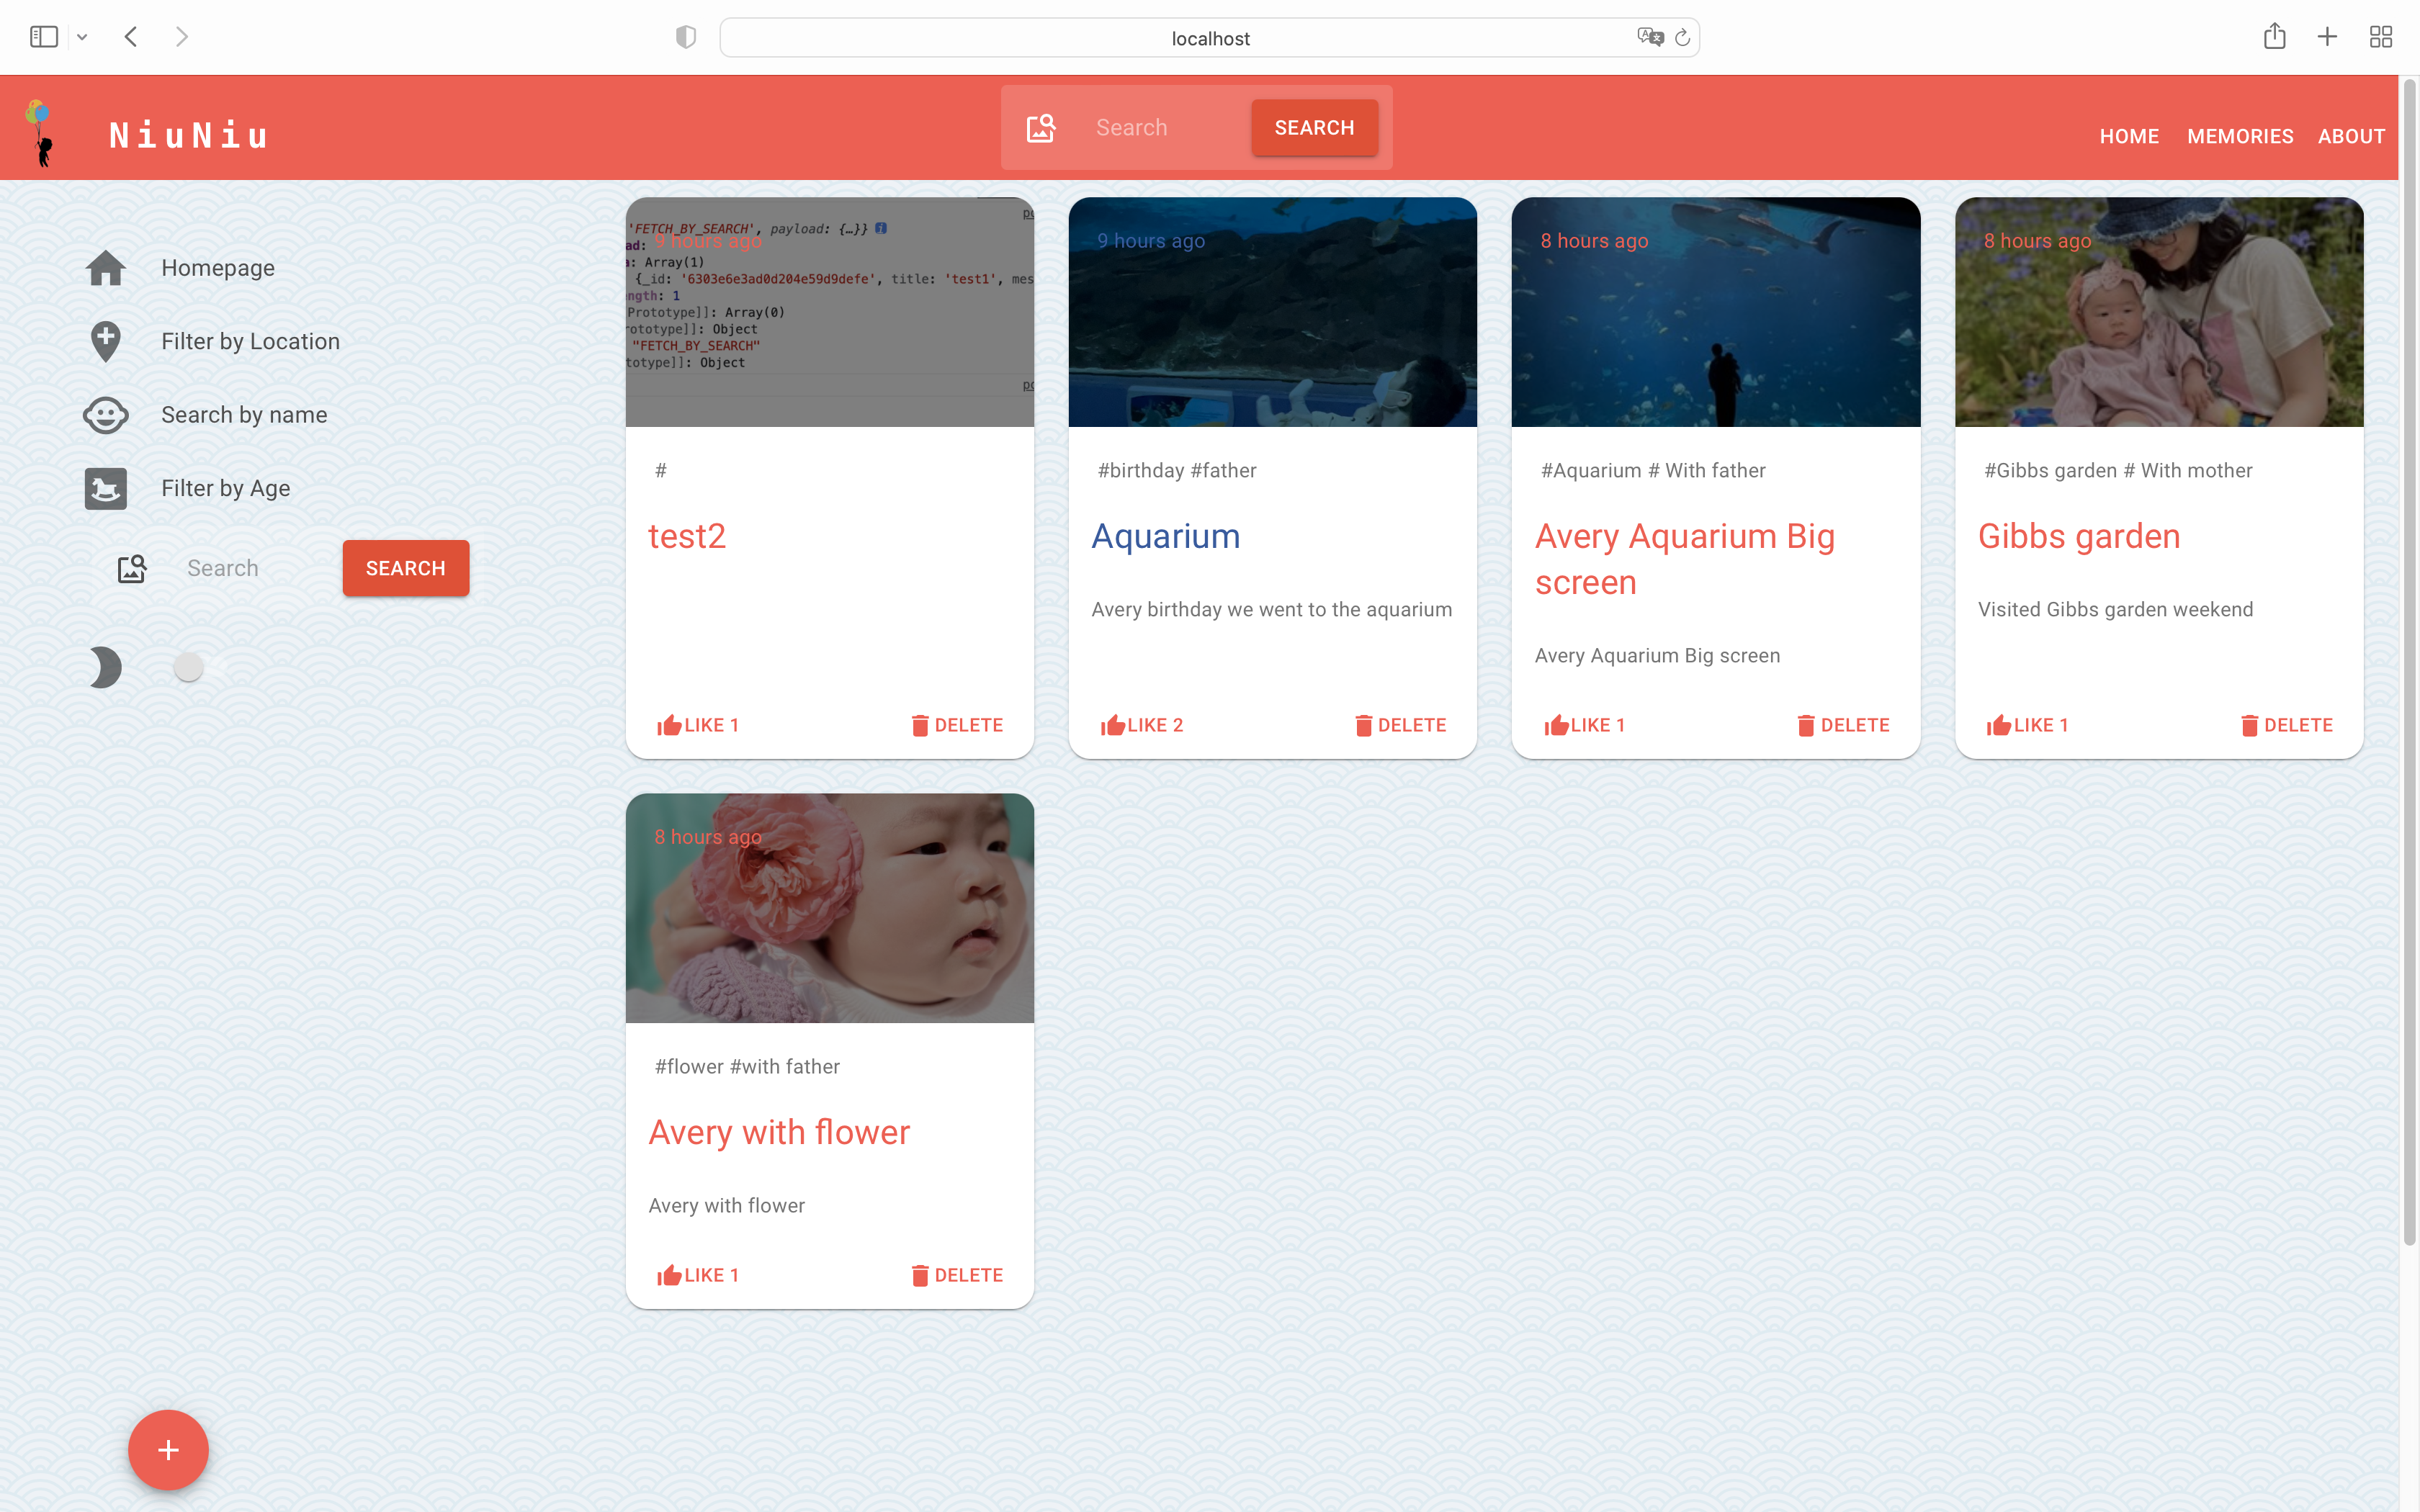 localhost
NiuNiu
Search
SEARCH
HOME
MEMORIES
ABOUT
Homepage
Filter by Location
Search by name
Filter by Age
Search
SEARCH
'FETCH_BY_SEARCH', payload: {…}} i
ad:
9 hours ago
a: Array(1)
{_id: '6303e6e3ad0d204e59d9defe', title: 'test1', mes
ngth: 1
Prototype]]: Array(0)
rototype]]: Object
"FETCH_BY_SEARCH"
totype]]: Object
#
test2
LIKE 1
DELETE
9 hours ago
#birthday #father
Aquarium
Avery birthday we went to the aquarium
LIKE 2
DELETE
8 hours ago
#Aquarium # With father
Avery Aquarium Big
screen
Avery Aquarium Big screen
LIKE 1
DELETE
8 hours ago
#Gibbs garden # With mother
Gibbs garden
Visited Gibbs garden weekend
LIKE 1
DELETE
8 hours ago
#flower #with father
Avery with flower
Avery with flower
LIKE 1
DELETE